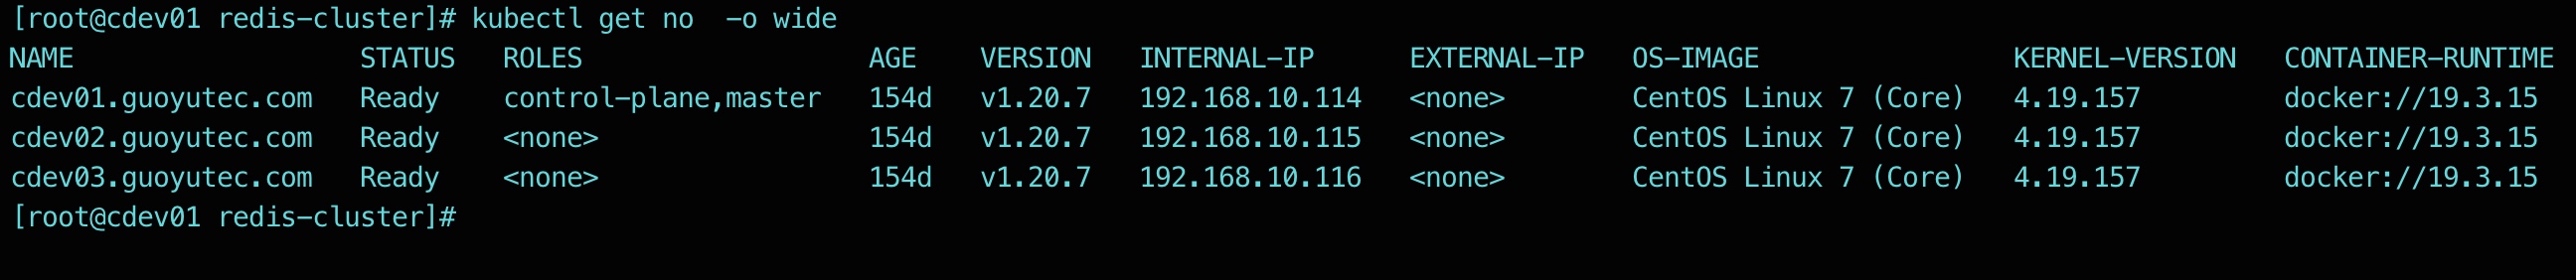 [root@cdev01 redis-cluster]# kubectl get no  -o wide
NAME                  STATUS   ROLES                  AGE    VERSION   INTERNAL-IP      EXTERNAL-IP   OS-IMAGE                KERNEL-VERSION   CONTAINER-RUNTIME
cdev01.guoyutec.com   Ready    control-plane,master   154d   v1.20.7   192.168.10.114   <none>        CentOS Linux 7 (Core)   4.19.157         docker://19.3.15
cdev02.guoyutec.com   Ready    <none>                 154d   v1.20.7   192.168.10.115   <none>        CentOS Linux 7 (Core)   4.19.157         docker://19.3.15
cdev03.guoyutec.com   Ready    <none>                 154d   v1.20.7   192.168.10.116   <none>        CentOS Linux 7 (Core)   4.19.157         docker://19.3.15
[root@cdev01 redis-cluster]#